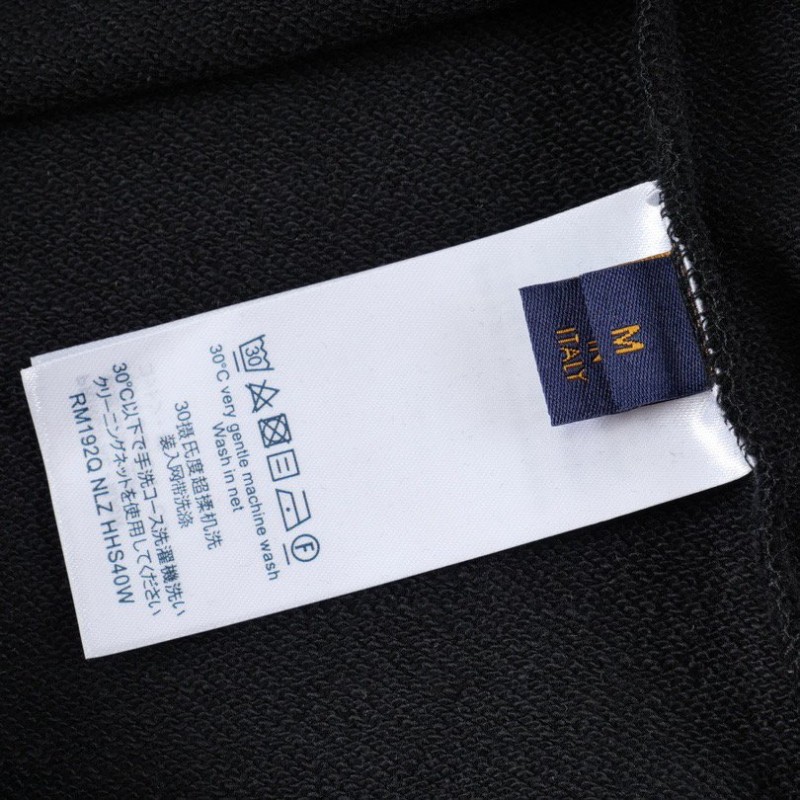 30
F
30℃ very gentle machine wash
Wash in net
30摄氏度超揉机洗
装入网带洗涤
30℃以下で手洗コース洗濯機洗い
クリーニングネットを使用してください
RM192Q NLZ HHS40W
M
IN
ITALY